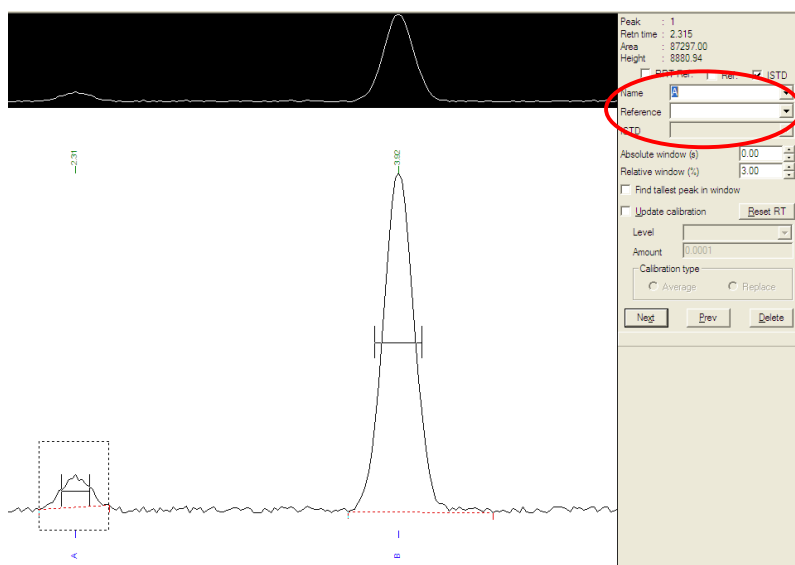 Peak : 1
Retn time : 2.315
Area : 87297.00
Height : 8880.94
RRT Ref. Ref. ISTD
Name A
Reference
ISTD
Absolute window (s) 0.00
Relative window (%) 3.00
Find tallest peak in window
Update calibration Reset RT
Level
Amount 0.0001
Calibration type
Average Replace
Next Prev Delete
2.31
3.92
A
B